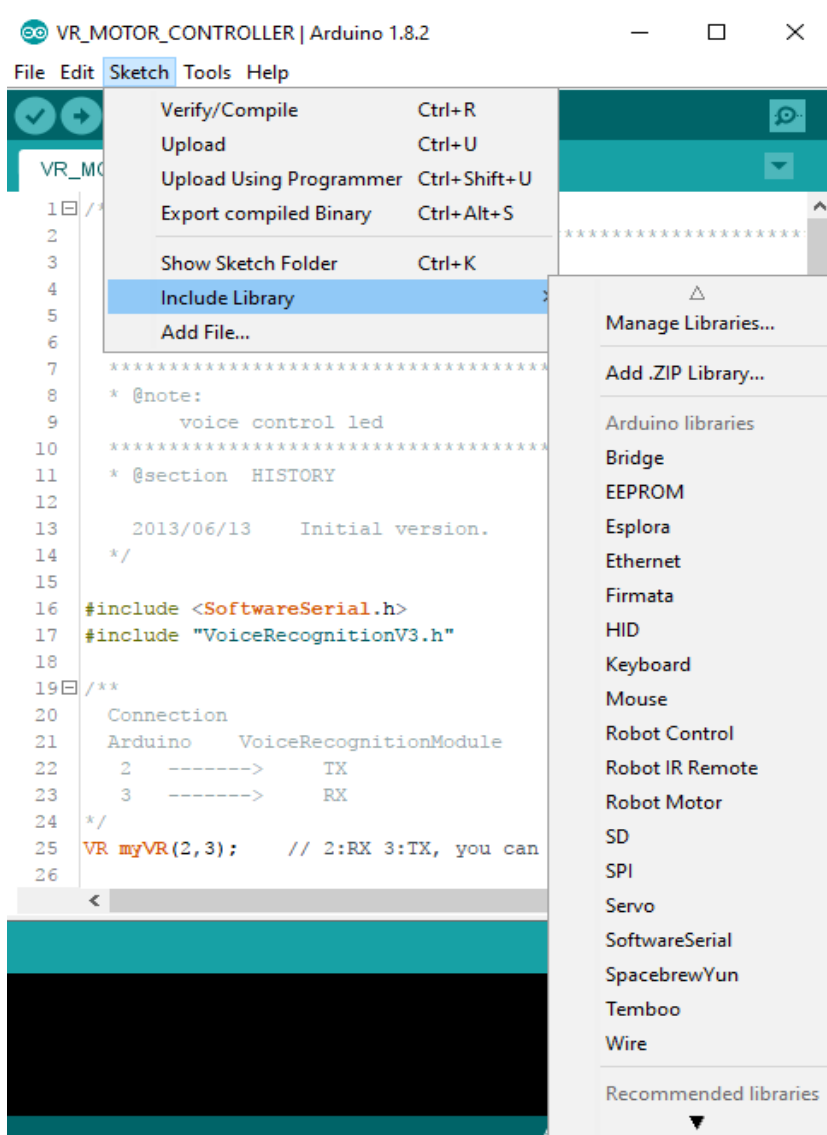 VR_MOTOR_CONTROLLER | Arduino 1.8.2
File Edit Sketch Tools Help
Verify/Compile Ctrl+R
Upload Ctrl+U
Upload Using Programmer Ctrl+Shift+U
Export compiled Binary Ctrl+Alt+S
Show Sketch Folder Ctrl+K
Include Library
Add File...
Manage Libraries...
Add .ZIP Library...
Arduino libraries
Bridge
EEPROM
Esplora
Ethernet
Firmata
HID
Keyboard
Mouse
Robot Control
Robot IR Remote
Robot Motor
SD
SPI
Servo
SoftwareSerial
SpacebrewYun
Temboo
Wire
Recommended libraries
VR_MO
1 /*
2 *********************
3
4
5
6
7 *************************************
8 * @note:
9 voice control led
10 *************************************
11 * @section HISTORY
12
13 2013/06/13 Initial version.
14 */
15
16 #include <SoftwareSerial.h>
17 #include "VoiceRecognitionV3.h"
18
19 /**
20 Connection
21 Arduino VoiceRecognitionModule
22 2 -------> TX
23 3 -------> RX
24 */
25 VR myVR(2,3); // 2:RX 3:TX, you can
26